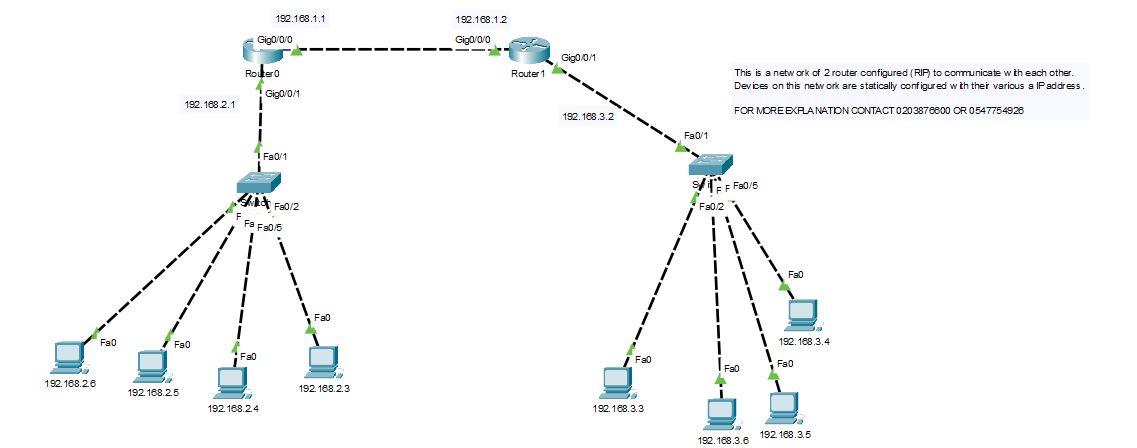 192.168.1.1
192.168.1.2
Gig0/0/0
Gig0/0/0
Router0
Router1
Gig0/0/1
Gig0/0/1
192.168.2.1
192.168.3.2
This is a network of 2 router configured (RIP) to communicate with each other.
Devices on this network are statically configured with their various a IP address .
FOR MORE EXPLANATION CONTACT 0203876600 OR 0547754926
Fa0/1
Fa0/1
Fa0/2
Fa0/5
Fa0/5
Fa0/2
Fa0
Fa0
Fa0
Fa0
192.168.2.6
192.168.2.5
192.168.2.4
192.168.2.3
Fa0
Fa0
Fa0
Fa0
192.168.3.4
192.168.3.3
192.168.3.6
192.168.3.5